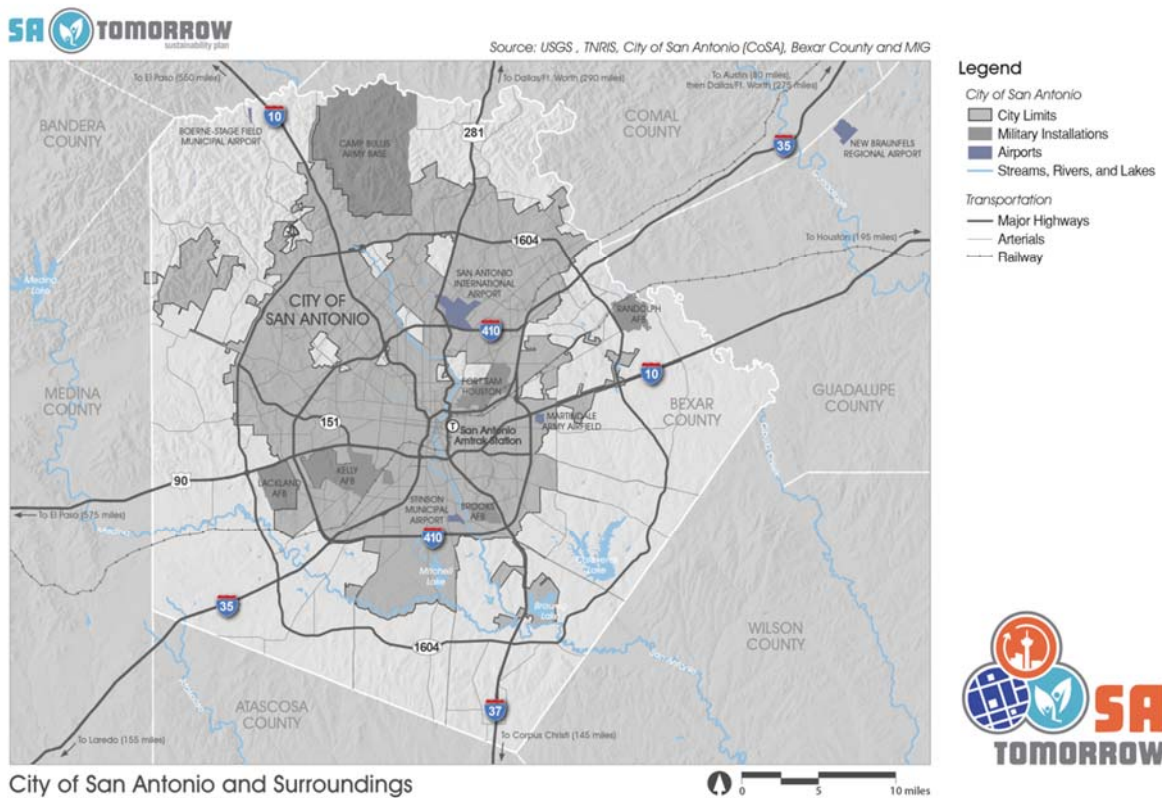 SA TOMORROW
sustainability plan
Source: USGS , TNRIS, City of San Antonio (CoSA), Bexar County and MIG
To El Paso (550 miles)
To Dallas/Ft. Worth (290 miles)
To Austin (80 miles),
then Dallas/Ft. Worth (275 miles)
BANDERA
COUNTY
10
BOERNE-STAGE FIELD
MUNICIPAL AIRPORT
CAMP BULLIS
ARMY BASE
281
COMAL
COUNTY
35
NEW BRAUNFELS
REGIONAL AIRPORT
1604
To Houston (195 miles)
Medina
Lake
SAN ANTONIO
INTERNATIONAL
AIRPORT
CITY OF
SAN ANTONIO
410
RANDOLPH
AFB
10
MEDINA
COUNTY
FORT SAM
HOUSTON
BEXAR
COUNTY
GUADALUPE
COUNTY
151
MARTINDALE
ARMY AIRFIELD
T
San Antonio
Amtrak Station
90
LACKLAND
AFB
KELLY
AFB
STINSON
MUNICIPAL
AIRPORT
BROOKS
AFB
To El Paso (575 miles)
Medina
410
Mitchell
Lake
Lake
Lake
35
1604
WILSON
COUNTY
ATASCOSA
COUNTY
37
To Laredo (155 miles)
To Corpus Christi (145 miles)
Legend
City of San Antonio
City Limits
Military Installations
Airports
Streams, Rivers, and Lakes
Transportation
Major Highways
Arterials
Railway
SA
TOMORROW
City of San Antonio and Surroundings
0 5 10 miles